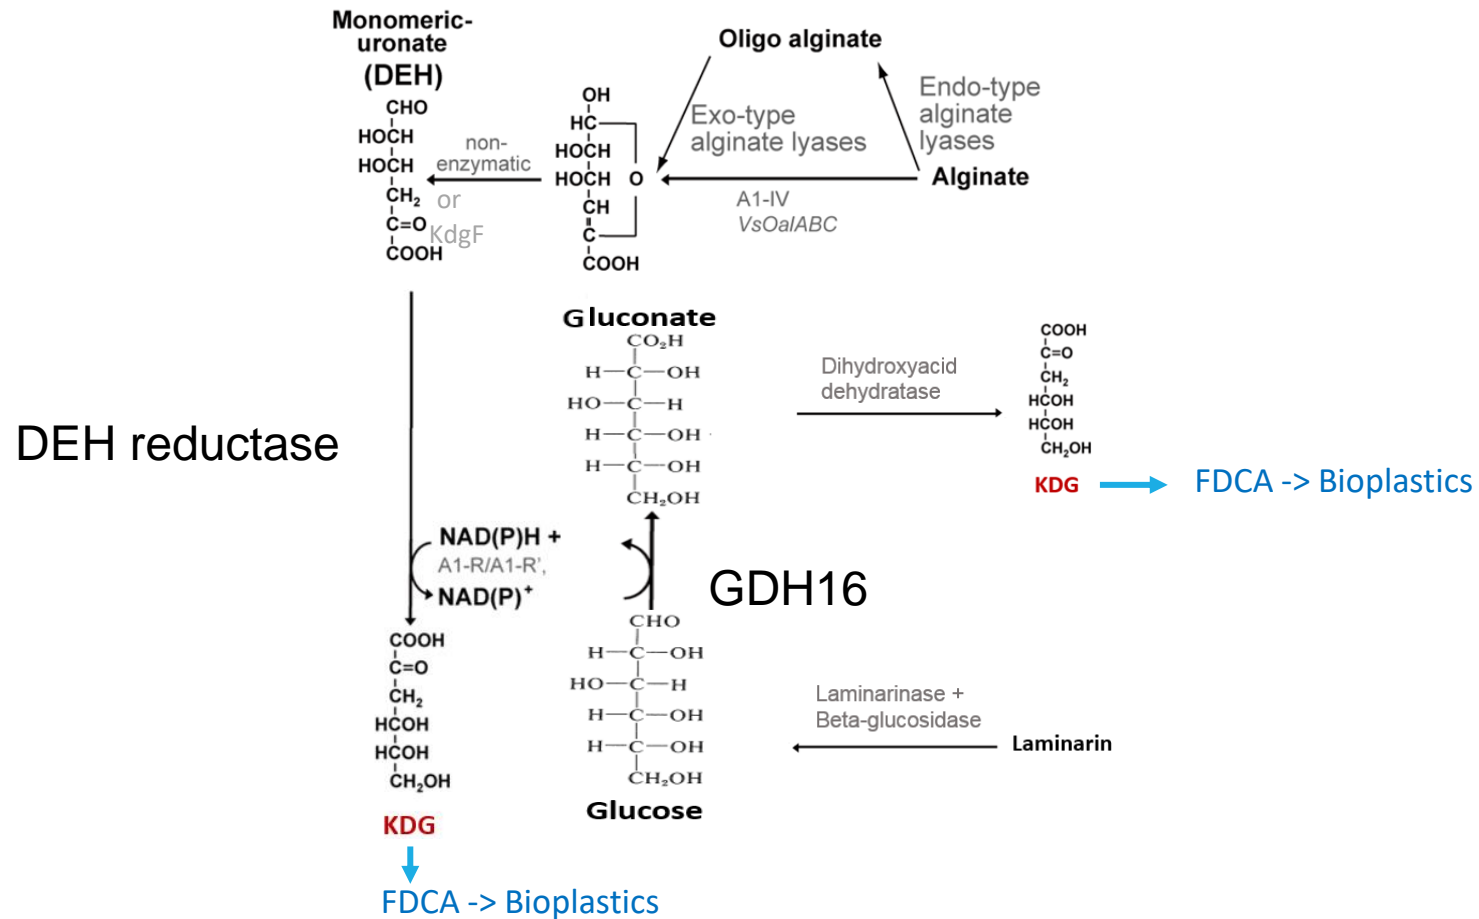 Monomeric-
uronate
(DEH)
CHO
HOCH
HOCH
CH₂
C=O
COOH
non-
enzymatic
or
KdgF
OH
HC
HOCH
HOCH O
CH
C
COOH
Oligo alginate
Exo-type
alginate lyases
Endo-type
alginate
lyases
Alginate
A1-IV
VsOalABC
Gluconate
CO₂H
H—C—OH
HO—C—H
H—C—OH
H—C—OH
CH₂OH
Dihydroxyacid
dehydratase
COOH
C=O
CH₂
HCOH
HCOH
CH₂OH
KDG
FDCA -> Bioplastics
DEH reductase
NAD(P)H +
A1-R/A1-R',
NAD(P)⁺
GDH16
CHO
H—C—OH
HO—C—H
H—C—OH
H—C—OH
CH₂OH
Glucose
Laminarinase +
Beta-glucosidase
Laminarin
COOH
C=O
CH₂
HCOH
HCOH
CH₂OH
KDG
FDCA -> Bioplastics